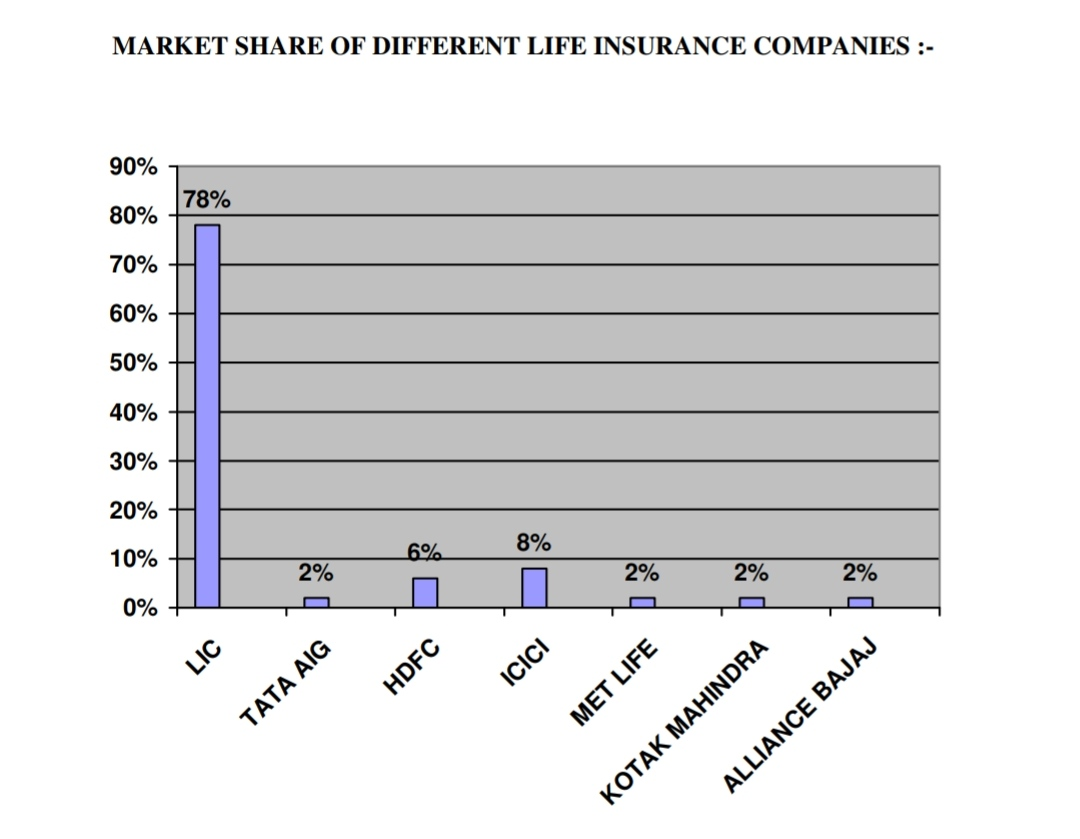 MARKET SHARE OF DIFFERENT LIFE INSURANCE COMPANIES :-
90%
80%
70%
60%
50%
40%
30%
20%
10%
0%
78%
2%
6%
8%
2%
2%
2%
LIC
TATA AIG
HDFC
ICICI
MET LIFE
KOTAK MAHINDRA
ALLIANCE BAJAJ